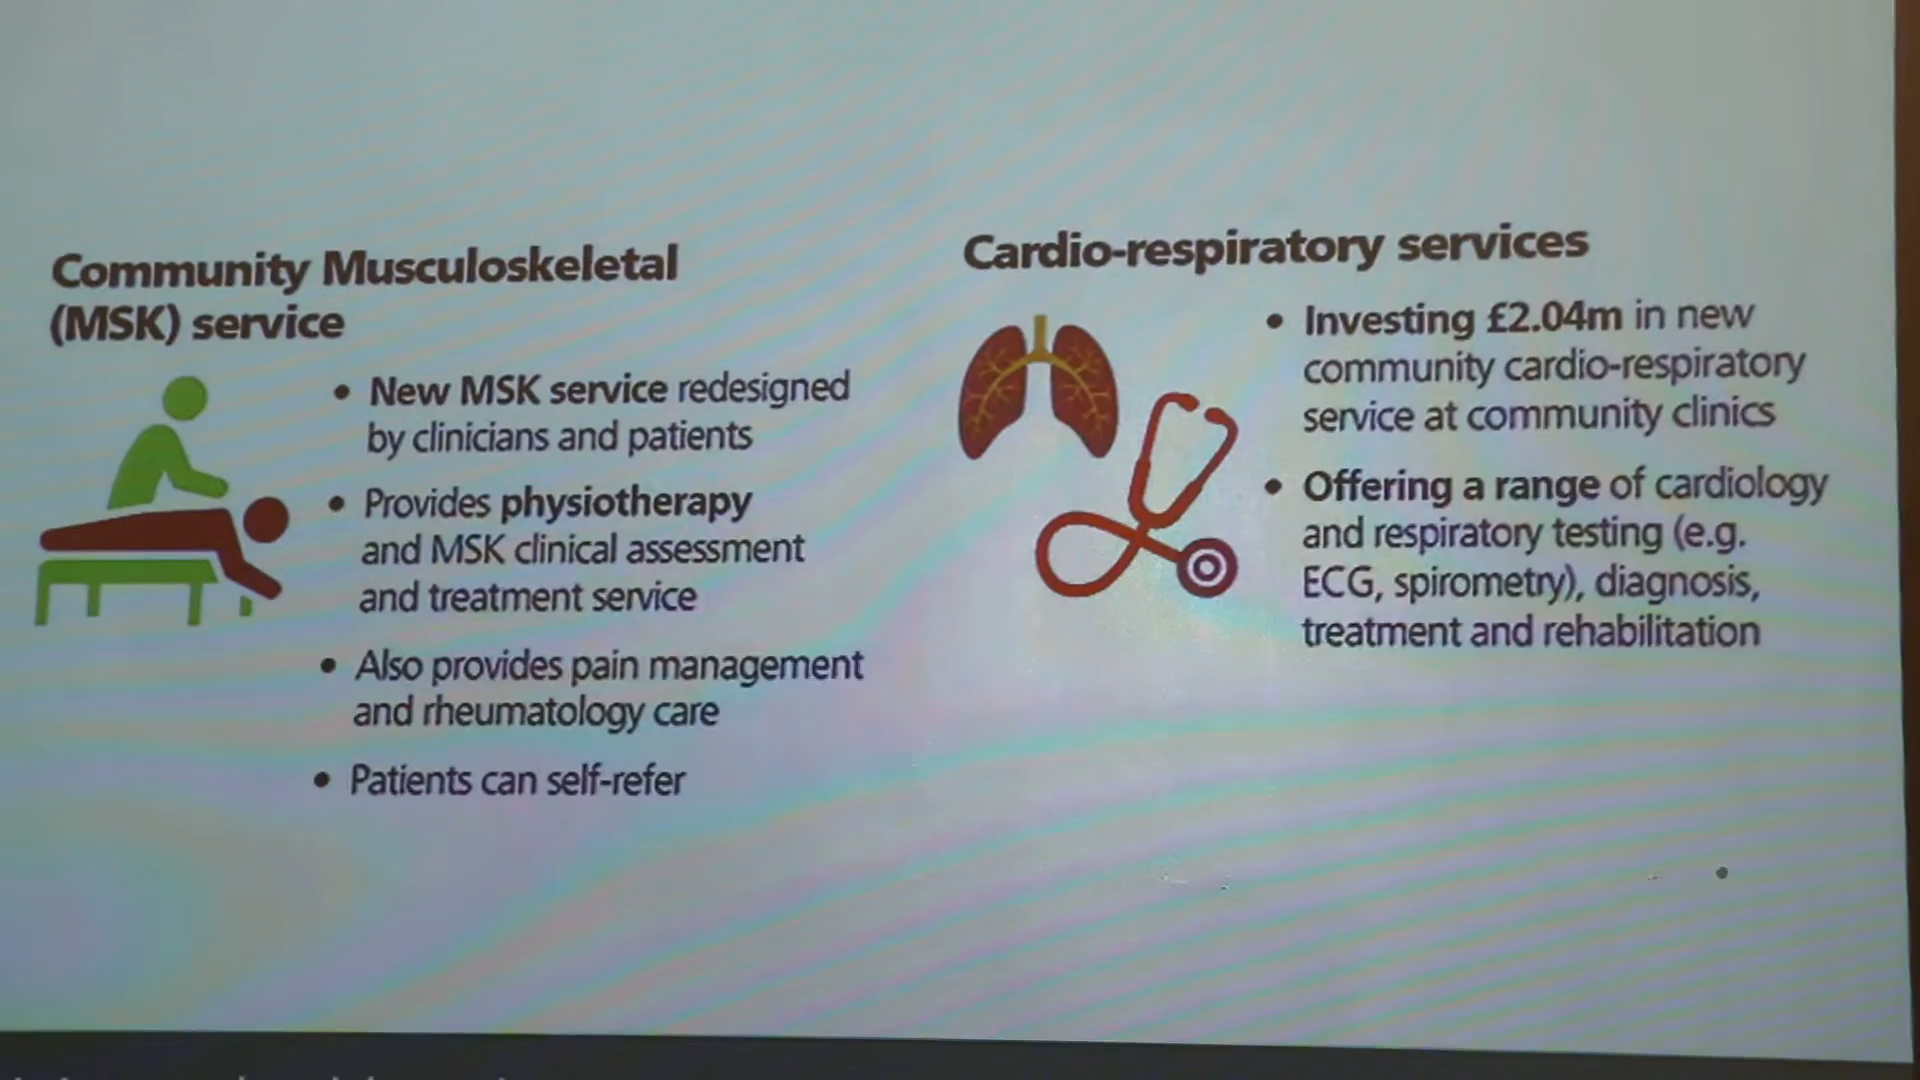 Community Musculoskeletal
(MSK) service
• New MSK service redesigned
by clinicians and patients
• Provides physiotherapy
and MSK clinical assessment
and treatment service
• Also provides pain management
and rheumatology care
• Patients can self-refer
Cardio-respiratory services
• Investing £2.04m in new
community cardio-respiratory
service at community clinics
• Offering a range of cardiology
and respiratory testing (e.g.
ECG, spirometry), diagnosis,
treatment and rehabilitation